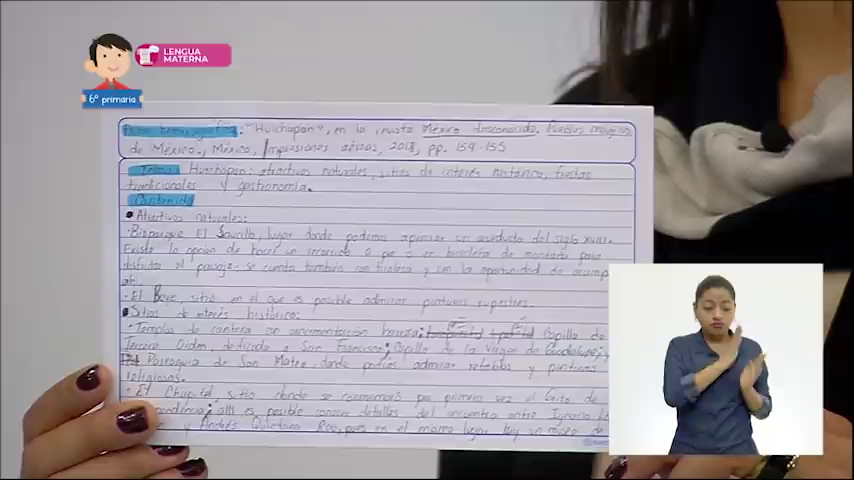 LENGUA
MATERNA
6º primaria
"Huichapan", en la revista México desconocido. Pueblos mágicos
de México, México, Impresiones aéreas, 2018, pp. 154-155
Tema: Huichapan: atractivos naturales, sitios de interés histórico, fiestas
tradicionales y gastronomía.
Contenido
Atractivos naturales:
Bioparque El Saucillo, lugar donde podemos apreciar un acueducto del siglo XVIII.
Existe la opción de hacer un recorrido a pie o en bicicleta de montaña para
disfrutar el paisaje. se cuenta también con tirolesa y con la oportunidad de acampar
ahí.
El Boye, sitio en el que es posible admirar pinturas rupestres.
Sitios de interés histórico:
Templos de cantera con ornamentación barroca: Capilla de
Tercera Orden, dedicada a San Francisco; Capilla de la Virgen de Guadalupe; y
Parroquia de San Mateo, donde podrás admirar retablos y pinturas
religiosas.
El Chapitel, sitio donde se conmemoró por primera vez el Grito de
allí es posible conocer detalles del encuentro entre Ignacio
y Andrés Quintana Roo, pues en el mismo lugar hay un museo de